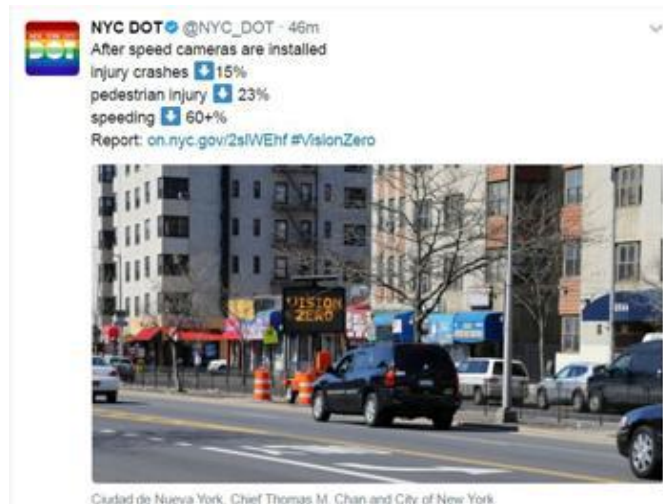 NYC DOT @NYC_DOT · 46m
After speed cameras are installed
injury crashes ⬇15%
pedestrian injury ⬇ 23%
speeding ⬇ 60+%
Report: on.nyc.gov/2slWEhf #VisionZero
VISION
ZERO
Ciudad de Nueva York, Chief Thomas M. Chan and City of New York